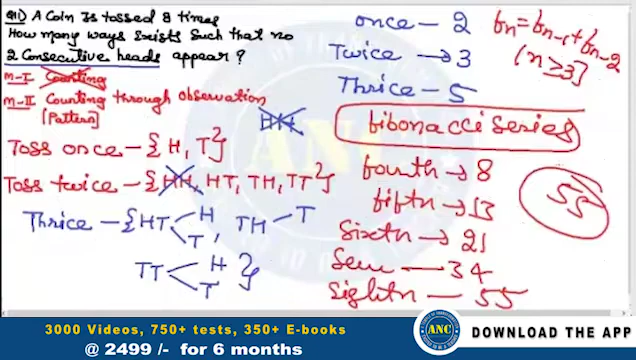 Q1) A Coin Is tossed 8 times
How many ways Exists Such that no
2 Consecutive heads appear?
M-I Counting
M-II Counting through observation
[Pattern]
HH
Toss once - {H, T}
Toss twice - {HH, HT, TH, TT}
Thrice - {HT < H T, TH - T
TT < H T }
once - 2
Twice → 3
Thrice - 5
bn = bn-1 + bn-2
(n ≥ 3)
fibonacci series
fourth → 8
fifth → 13
Sixth → 21
Seve — 34
Eighth — 55
55
ANC
3000 Videos, 750+ tests, 350+ E-books
@ 2499 /- for 6 months
ANC
DOWNLOAD THE APP